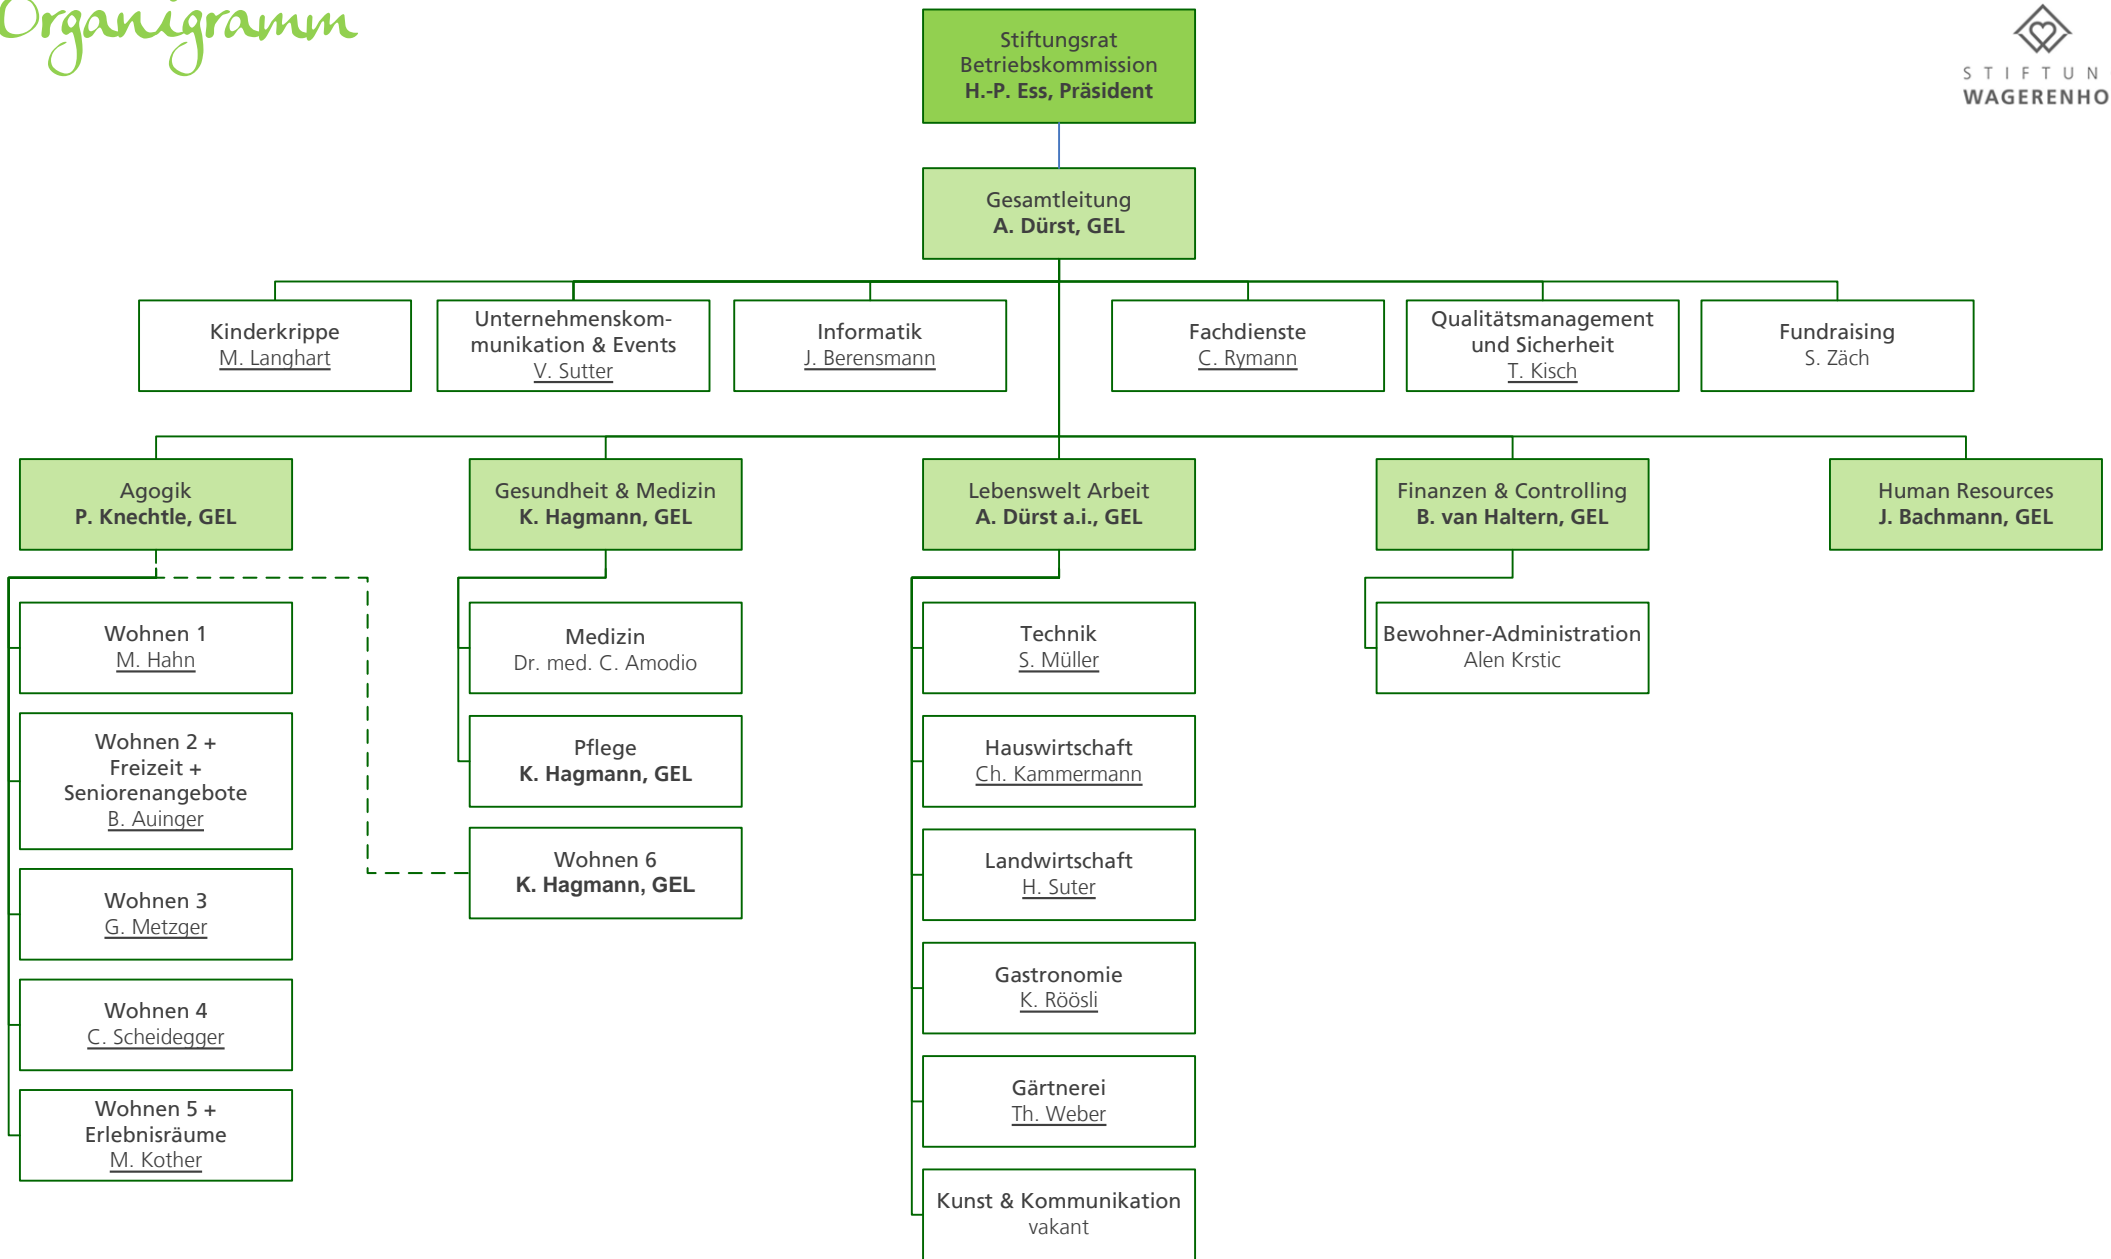 Organigramm
Stiftungsrat
Betriebskommission
H.-P. Ess, Präsident
STIFTUN
WAGERENHO
Gesamtleitung
A. Dürst, GEL
Kinderkrippe
M. Langhart
Unternehmenskom-
munikation & Events
V. Sutter
Informatik
J. Berensmann
Fachdienste
C. Rymann
Qualitätsmanagement
und Sicherheit
T. Kisch
Fundraising
S. Zäch
Agogik
P. Knechtle, GEL
Gesundheit & Medizin
K. Hagmann, GEL
Lebenswelt Arbeit
A. Dürst a.i., GEL
Finanzen & Controlling
B. van Haltern, GEL
Human Resources
J. Bachmann, GEL
Wohnen 1
M. Hahn
Wohnen 2 +
Freizeit +
Seniorenangebote
B. Auinger
Wohnen 3
G. Metzger
Wohnen 4
C. Scheidegger
Wohnen 5 +
Erlebnisräume
M. Kother
Medizin
Dr. med. C. Amodio
Pflege
K. Hagmann, GEL
Wohnen 6
K. Hagmann, GEL
Technik
S. Müller
Hauswirtschaft
Ch. Kammermann
Landwirtschaft
H. Suter
Gastronomie
K. Röösli
Gärtnerei
Th. Weber
Kunst & Kommunikation
vakant
Bewohner-Administration
Alen Krstic